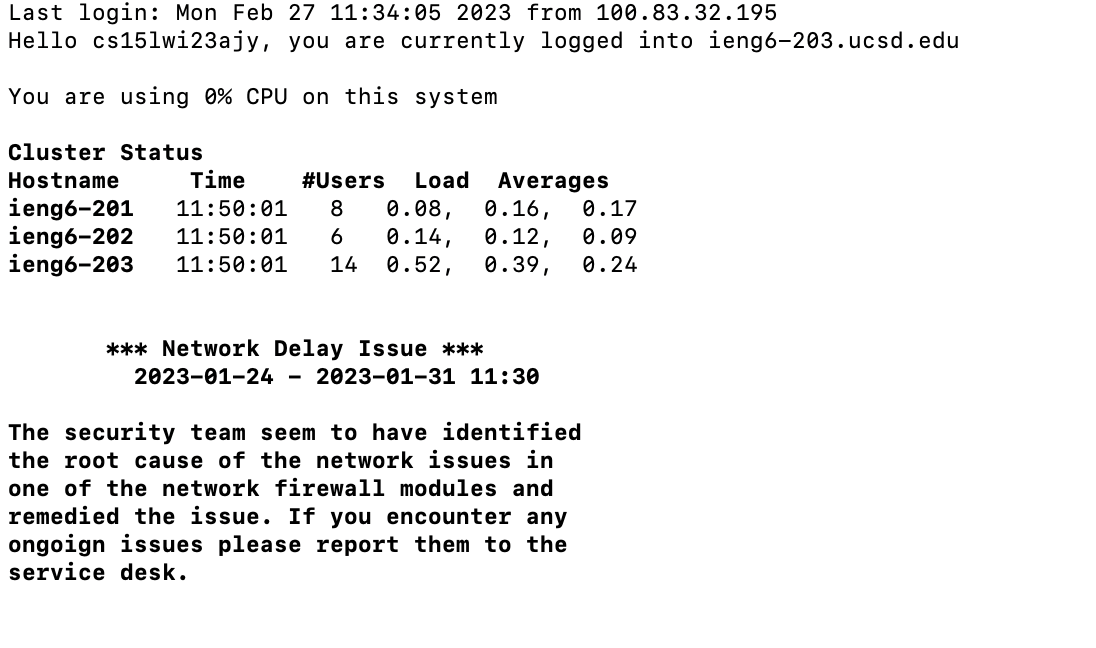 Last login: Mon Feb 27 11:34:05 2023 from 100.83.32.195
Hello cs15lwi23ajy, you are currently logged into ieng6-203.ucsd.edu
You are using 0% CPU on this system
Cluster Status
Hostname     Time    #Users  Load  Averages
ieng6-201   11:50:01   8   0.08,  0.16,  0.17
ieng6-202   11:50:01   6   0.14,  0.12,  0.09
ieng6-203   11:50:01   14  0.52,  0.39,  0.24
*** Network Delay Issue ***
2023-01-24 - 2023-01-31 11:30
The security team seem to have identified
the root cause of the network issues in
one of the network firewall modules and
remedied the issue. If you encounter any
ongoign issues please report them to the
service desk.